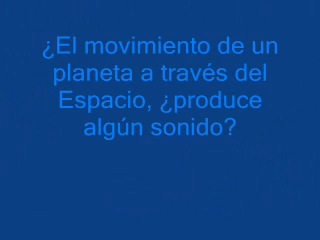 ¿El movimiento de un
planeta a través del
Espacio, ¿produce
algún sonido?